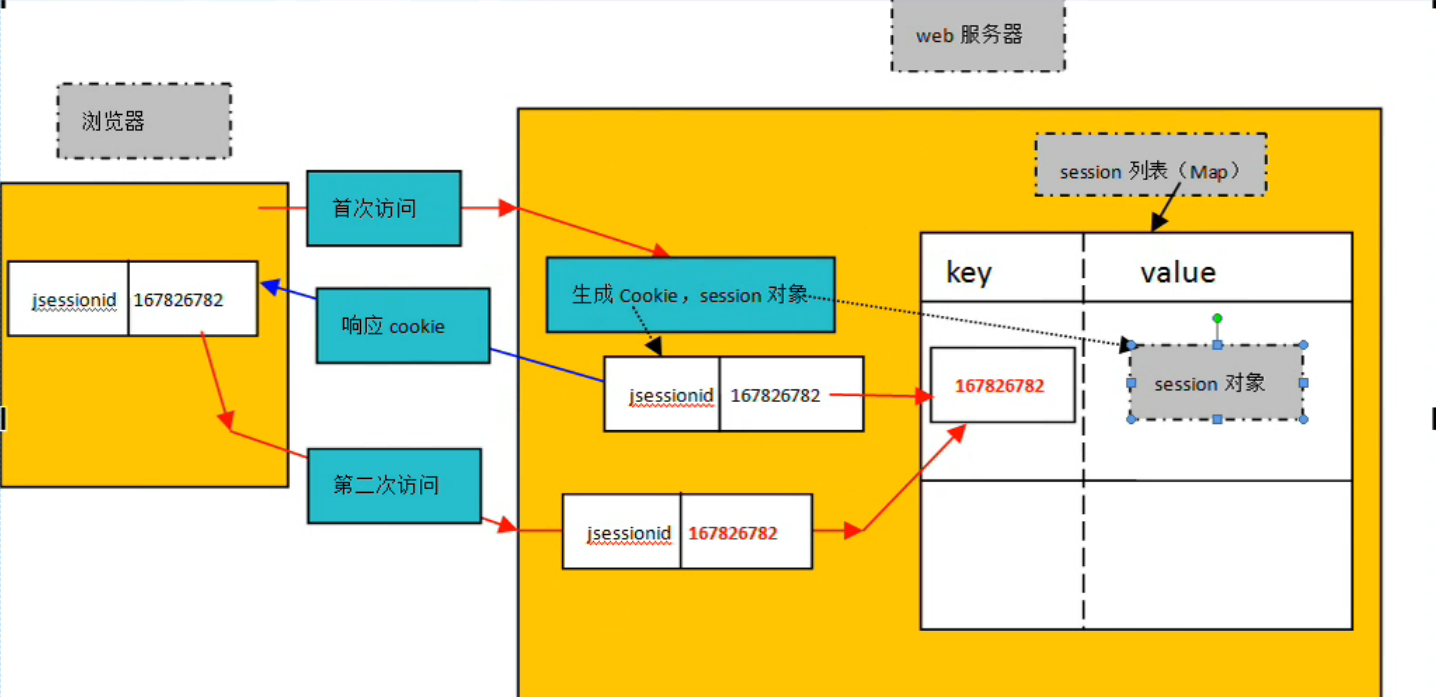 web 服务器
浏览器
session 列表（Map）
首次访问
key
value
生成 Cookie，session 对象
jsessionid 167826782
响应 cookie
session 对象
167826782
jsessionid 167826782
第二次访问
jsessionid 167826782